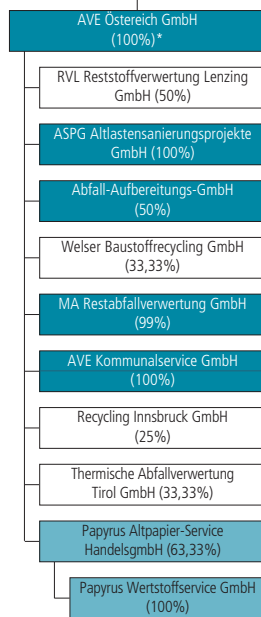 AVE Östereich GmbH
(100%)*
RVL Reststoffverwertung Lenzing
GmbH (50%)
ASPG Altlastensanierungsprojekte
GmbH (100%)
Abfall-Aufbereitungs-GmbH
(50%)
Welser Baustoffrecycling GmbH
(33,33%)
MA Restabfallverwertung GmbH
(99%)
AVE Kommunalservice GmbH
(100%)
Recycling Innsbruck GmbH
(25%)
Thermische Abfallverwertung
Tirol GmbH (33,33%)
Papyrus Altpapier-Service
HandelsgmbH (63,33%)
Papyrus Wertstoffservice GmbH
(100%)